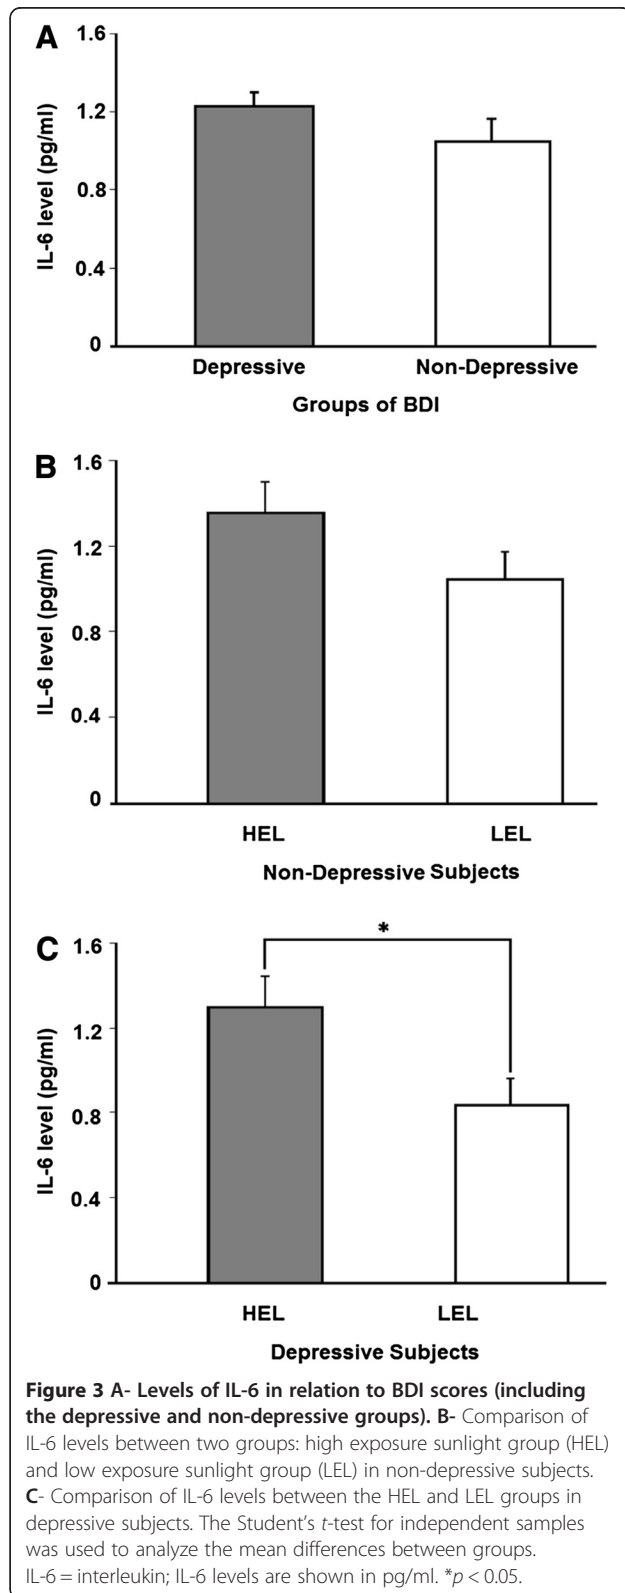 A
1.6
1.2
0.8
0.4
0
IL-6 level (pg/ml)
Depressive Non-Depressive
Groups of BDI
B
1.6
1.2
0.8
0.4
0
IL-6 level (pg/ml)
HEL LEL
Non-Depressive Subjects
C
*
1.6
1.2
0.8
0.4
0
IL-6 level (pg/ml)
HEL LEL
Depressive Subjects
Figure 3 A- Levels of IL-6 in relation to BDI scores (including
the depressive and non-depressive groups). B- Comparison of
IL-6 levels between two groups: high exposure sunlight group (HEL)
and low exposure sunlight group (LEL) in non-depressive subjects.
C- Comparison of IL-6 levels between the HEL and LEL groups in
depressive subjects. The Student's t-test for independent samples
was used to analyze the mean differences between groups.
IL-6 = interleukin; IL-6 levels are shown in pg/ml. *p < 0.05.